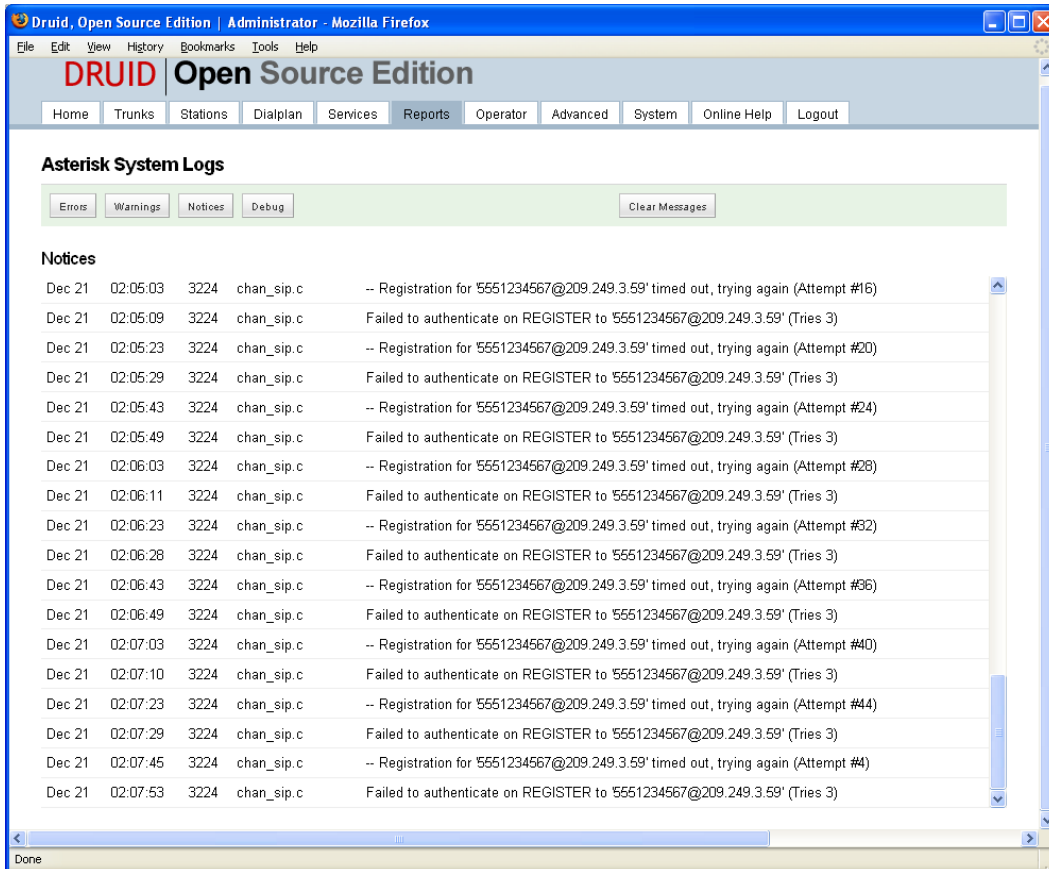 Druid, Open Source Edition | Administrator - Mozilla Firefox
File Edit View History Bookmarks Tools Help
DRUID Open Source Edition
Home Trunks Stations Dialplan Services Reports Operator Advanced System Online Help Logout
Asterisk System Logs
Errors Warnings Notices Debug Clear Messages
Notices
Dec 21 02:05:03 3224 chan_sip.c -- Registration for '5551234567@209.249.3.59' timed out, trying again (Attempt #16)
Dec 21 02:05:09 3224 chan_sip.c Failed to authenticate on REGISTER to '5551234567@209.249.3.59' (Tries 3)
Dec 21 02:05:23 3224 chan_sip.c -- Registration for '5551234567@209.249.3.59' timed out, trying again (Attempt #20)
Dec 21 02:05:29 3224 chan_sip.c Failed to authenticate on REGISTER to '5551234567@209.249.3.59' (Tries 3)
Dec 21 02:05:43 3224 chan_sip.c -- Registration for '5551234567@209.249.3.59' timed out, trying again (Attempt #24)
Dec 21 02:05:49 3224 chan_sip.c Failed to authenticate on REGISTER to '5551234567@209.249.3.59' (Tries 3)
Dec 21 02:06:03 3224 chan_sip.c -- Registration for '5551234567@209.249.3.59' timed out, trying again (Attempt #28)
Dec 21 02:06:11 3224 chan_sip.c Failed to authenticate on REGISTER to '5551234567@209.249.3.59' (Tries 3)
Dec 21 02:06:23 3224 chan_sip.c -- Registration for '5551234567@209.249.3.59' timed out, trying again (Attempt #32)
Dec 21 02:06:28 3224 chan_sip.c Failed to authenticate on REGISTER to '5551234567@209.249.3.59' (Tries 3)
Dec 21 02:06:43 3224 chan_sip.c -- Registration for '5551234567@209.249.3.59' timed out, trying again (Attempt #36)
Dec 21 02:06:49 3224 chan_sip.c Failed to authenticate on REGISTER to '5551234567@209.249.3.59' (Tries 3)
Dec 21 02:07:03 3224 chan_sip.c -- Registration for '5551234567@209.249.3.59' timed out, trying again (Attempt #40)
Dec 21 02:07:10 3224 chan_sip.c Failed to authenticate on REGISTER to '5551234567@209.249.3.59' (Tries 3)
Dec 21 02:07:23 3224 chan_sip.c -- Registration for '5551234567@209.249.3.59' timed out, trying again (Attempt #44)
Dec 21 02:07:29 3224 chan_sip.c Failed to authenticate on REGISTER to '5551234567@209.249.3.59' (Tries 3)
Dec 21 02:07:45 3224 chan_sip.c -- Registration for '5551234567@209.249.3.59' timed out, trying again (Attempt #4)
Dec 21 02:07:53 3224 chan_sip.c Failed to authenticate on REGISTER to '5551234567@209.249.3.59' (Tries 3)
Done